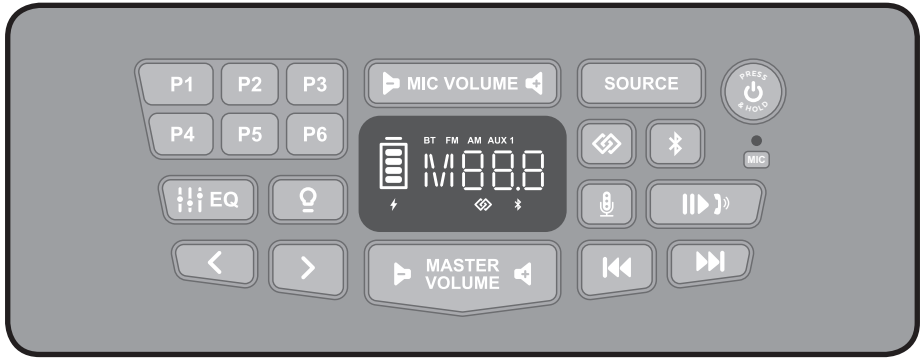 P1 P2 P3
MIC VOLUME
SOURCE
PRESS
& HOLD
P4 P5 P6
BT FM AM AUX 1
M88.8
MIC
EQ
MASTER
VOLUME